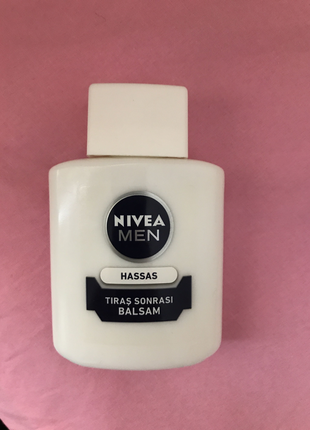 NIVEA
MEN
HASSAS
TIRAŞ SONRASI
BALSAM